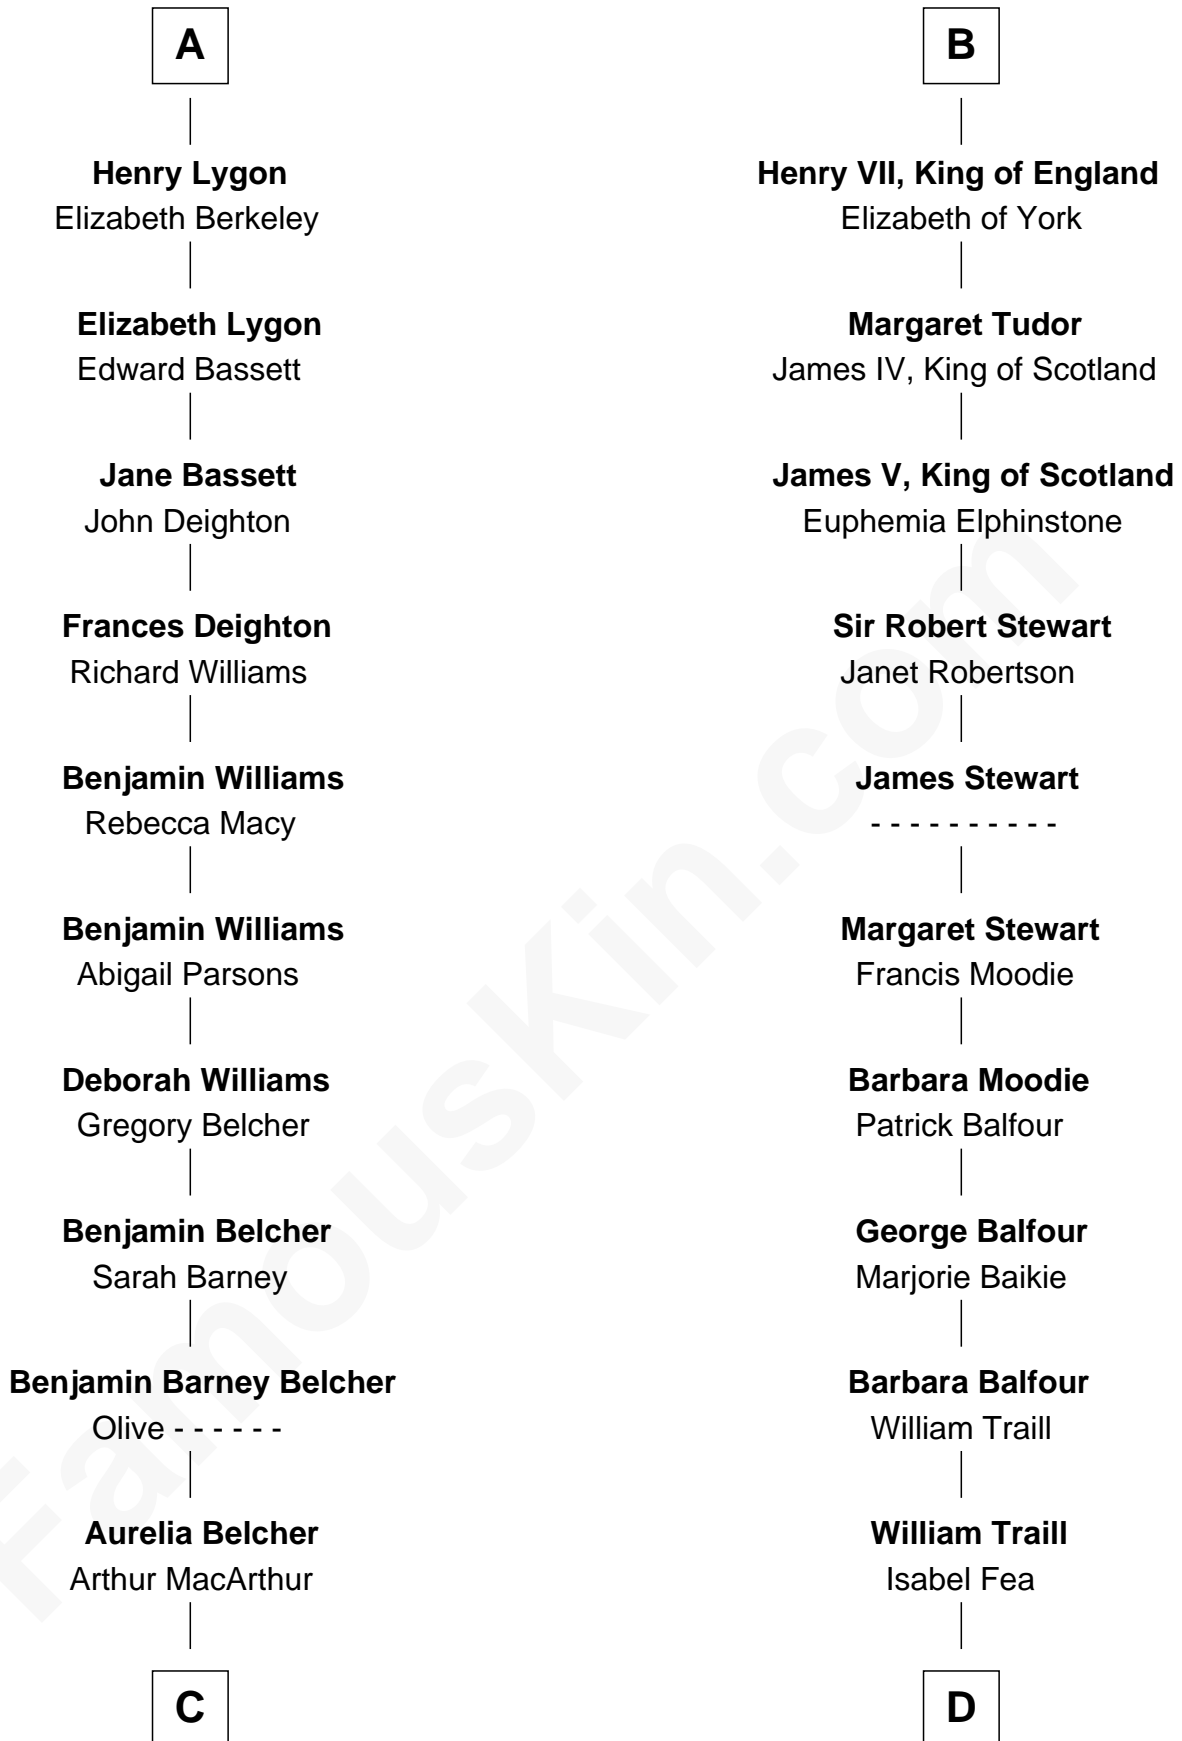 A
Henry Lygon
Elizabeth Berkeley
Elizabeth Lygon
Edward Bassett
Jane Bassett
John Deighton
Frances Deighton
Richard Williams
Benjamin Williams
Rebecca Macy
Benjamin Williams
Abigail Parsons
Deborah Williams
Gregory Belcher
Benjamin Belcher
Sarah Barney
Benjamin Barney Belcher
Olive - - - - - -
Aurelia Belcher
Arthur MacArthur
C
B
Henry VII, King of England
Elizabeth of York
Margaret Tudor
James IV, King of Scotland
James V, King of Scotland
Euphemia Elphinstone
Sir Robert Stewart
Janet Robertson
James Stewart
- - - - - - - - - -
Margaret Stewart
Francis Moodie
Barbara Moodie
Patrick Balfour
George Balfour
Marjorie Baikie
Barbara Balfour
William Traill
William Traill
Isabel Fea
D
FamousKin.com